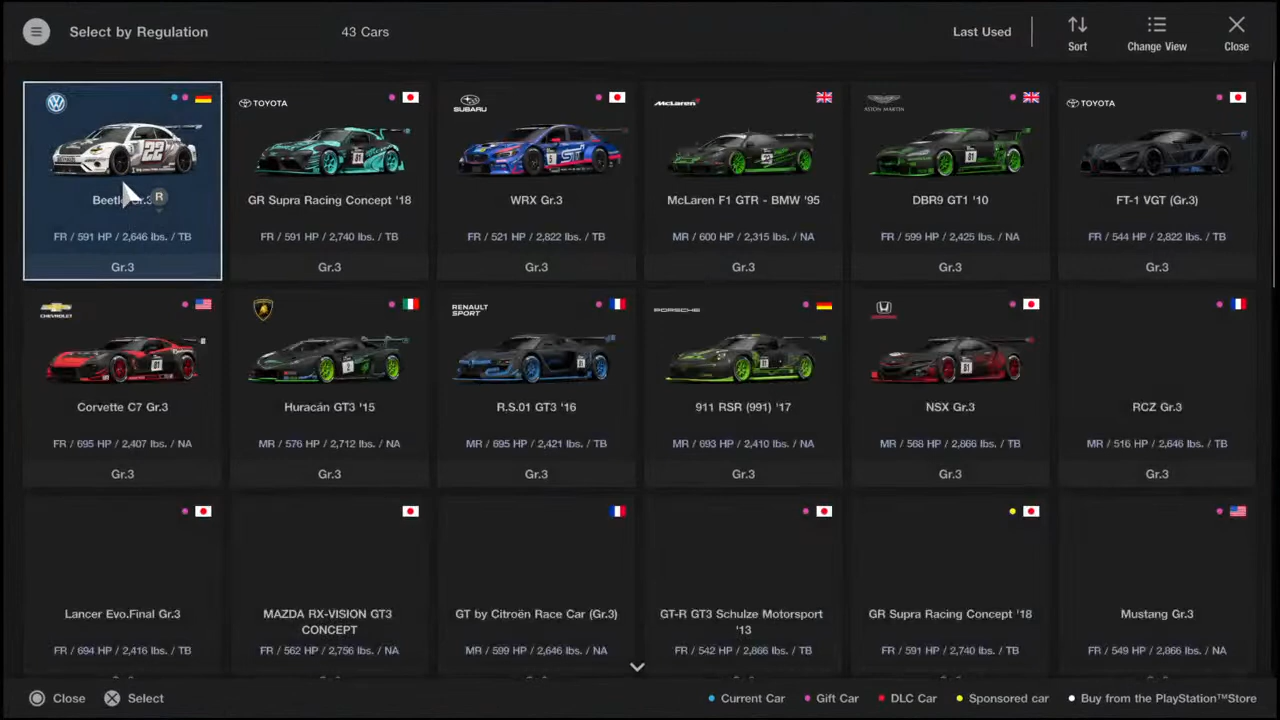 Select by Regulation
43 Cars
Last Used
Sort
Change View
Close
TOYOTA
SUBARU
McLaren
ASTON MARTIN
TOYOTA
R
GR Supra Racing Concept '18
WRX Gr.3
McLaren F1 GTR - BMW '95
DBR9 GT1 '10
FT-1 VGT (Gr.3)
FR / 591 HP / 2,646 lbs. / TB
FR / 591 HP / 2,740 lbs. / TB
FR / 521 HP / 2,822 lbs. / TB
MR / 600 HP / 2,315 lbs. / NA
FR / 599 HP / 2,425 lbs. / NA
FR / 544 HP / 2,822 lbs. / TB
Gr.3
Gr.3
Gr.3
Gr.3
Gr.3
Gr.3
CHEVROLET
RENAULT SPORT
PORSCHE
HONDA
Corvette C7 Gr.3
Huracán GT3 '15
R.S.01 GT3 '16
911 RSR (991) '17
NSX Gr.3
RCZ Gr.3
FR / 695 HP / 2,407 lbs. / NA
MR / 576 HP / 2,712 lbs. / NA
MR / 695 HP / 2,421 lbs. / TB
MR / 693 HP / 2,410 lbs. / NA
MR / 568 HP / 2,866 lbs. / TB
MR / 516 HP / 2,646 lbs. / TB
Gr.3
Gr.3
Gr.3
Gr.3
Gr.3
Gr.3
Lancer Evo.Final Gr.3
MAZDA RX-VISION GT3
CONCEPT
GT by Citroën Race Car (Gr.3)
GT-R GT3 Schulze Motorsport
'13
GR Supra Racing Concept '18
Mustang Gr.3
FR / 694 HP / 2,416 lbs. / TB
FR / 562 HP / 2,756 lbs. / NA
MR / 599 HP / 2,646 lbs. / NA
FR / 542 HP / 2,866 lbs. / TB
FR / 591 HP / 2,740 lbs. / TB
FR / 549 HP / 2,866 lbs. / NA
Close
Select
Current Car
Gift Car
DLC Car
Sponsored car
Buy from the PlayStation™Store